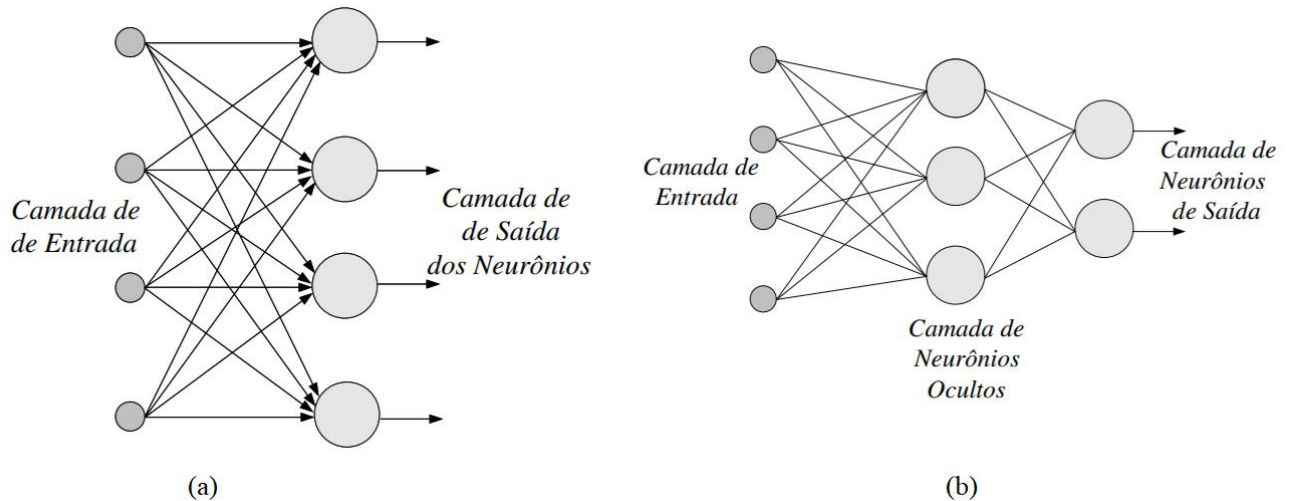 Camada de
de Entrada
Camada de
de Saída
dos Neurônios
(a)
Camada de
Entrada
Camada de
Neurônios
Ocultos
Camada de
Neurônios
de Saída
(b)